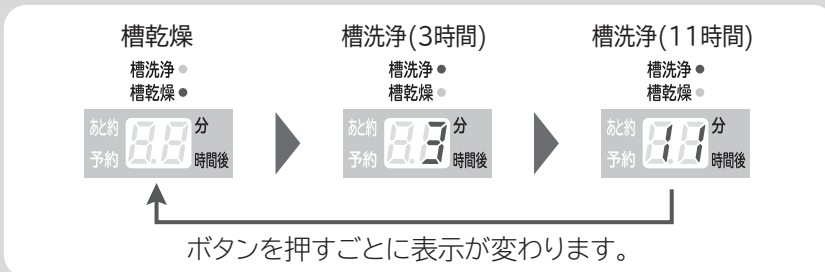 槽乾燥
槽洗浄
槽乾燥
あと約 8.8 分
予約 時間後
槽洗浄(3時間)
槽洗浄
槽乾燥
あと約 3 分
予約 時間後
槽洗浄(11時間)
槽洗浄
槽乾燥
あと約 11 分
予約 時間後
ボタンを押すごとに表示が変わります。